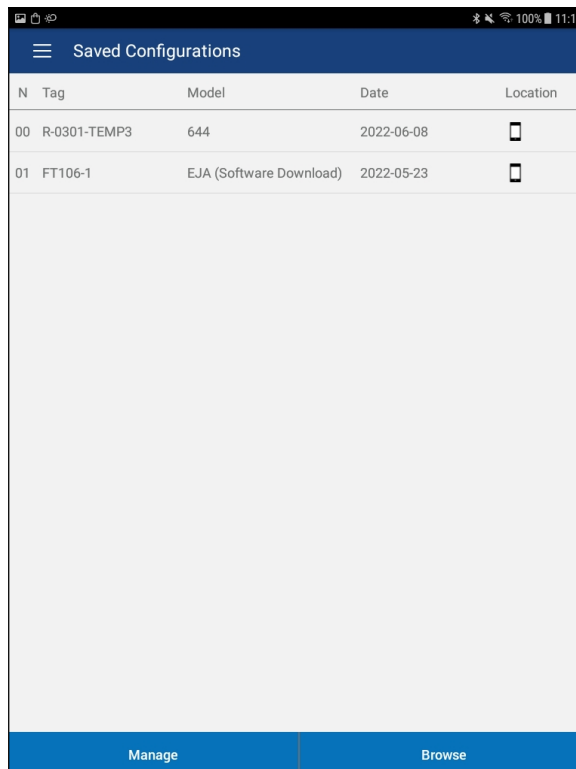 100% 11:1
Saved Configurations
N Tag Model Date Location
00 R-0301-TEMP3 644 2022-06-08
01 FT106-1 EJA (Software Download) 2022-05-23
Manage Browse